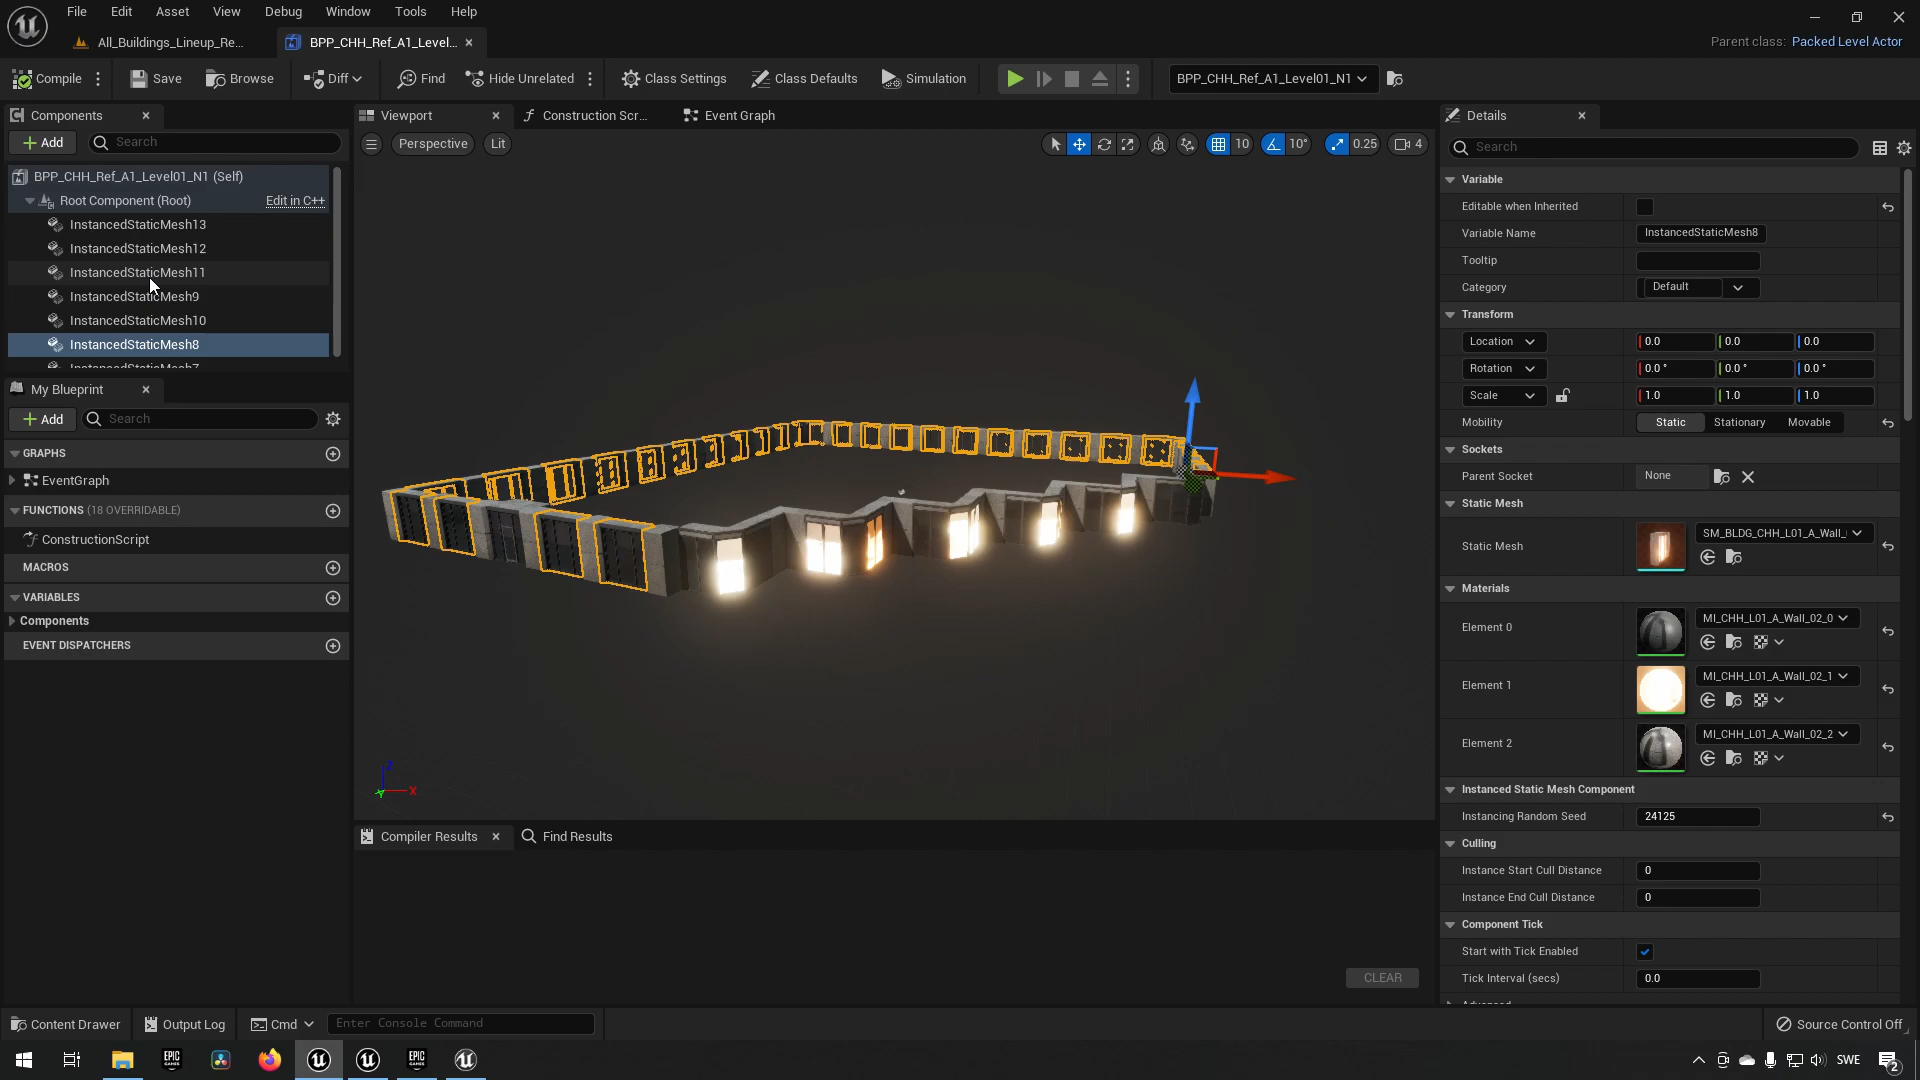 File Edit Asset View Debug Window Tools Help
All_Buildings_Lineup_Re...
BPP_CHH_Ref_A1_Level...
Parent class: Packed Level Actor
Compile
Save
Browse
Diff
Find
Hide Unrelated
Class Settings
Class Defaults
Simulation
BPP_CHH_Ref_A1_Level01_N1
Components
Add
Search
BPP_CHH_Ref_A1_Level01_N1 (Self)
Root Component (Root)
Edit in C++
InstancedStaticMesh13
InstancedStaticMesh12
InstancedStaticMesh11
InstancedStaticMesh9
InstancedStaticMesh10
InstancedStaticMesh8
InstancedStaticMesh7
My Blueprint
Add
Search
GRAPHS
EventGraph
FUNCTIONS (18 OVERRIDABLE)
ConstructionScript
MACROS
VARIABLES
Components
EVENT DISPATCHERS
Viewport
Construction Scr...
Event Graph
Perspective
Lit
10
10°
0.25
4
Z
X
Y
Compiler Results
Find Results
CLEAR
Details
Search
Variable
Editable when Inherited
Variable Name
InstancedStaticMesh8
Tooltip
Category
Default
Transform
Location
0.0 0.0 0.0
Rotation
0.0 ° 0.0 ° 0.0 °
Scale
1.0 1.0 1.0
Mobility
Static Stationary Movable
Sockets
Parent Socket
None
Static Mesh
Static Mesh
SM_BLDG_CHH_L01_A_Wall_
Materials
Element 0
MI_CHH_L01_A_Wall_02_0
Element 1
MI_CHH_L01_A_Wall_02_1
Element 2
MI_CHH_L01_A_Wall_02_2
Instanced Static Mesh Component
Instancing Random Seed
24125
Culling
Instance Start Cull Distance
0
Instance End Cull Distance
0
Component Tick
Start with Tick Enabled
Tick Interval (secs)
0.0
Advanced
Content Drawer
Output Log
Cmd
Enter Console Command
Source Control Off
EPIC GAMES
EPIC GAMES
SWE
2